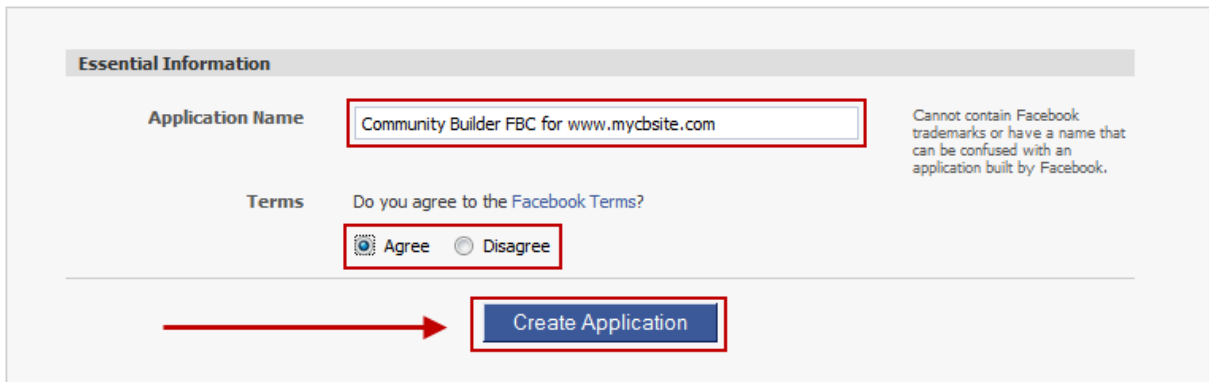 Essential Information
Application Name
Community Builder FBC for www.mycbsite.com
Cannot contain Facebook
trademarks or have a name that
can be confused with an
application built by Facebook.
Terms
Do you agree to the Facebook Terms?
Agree Disagree
Create Application